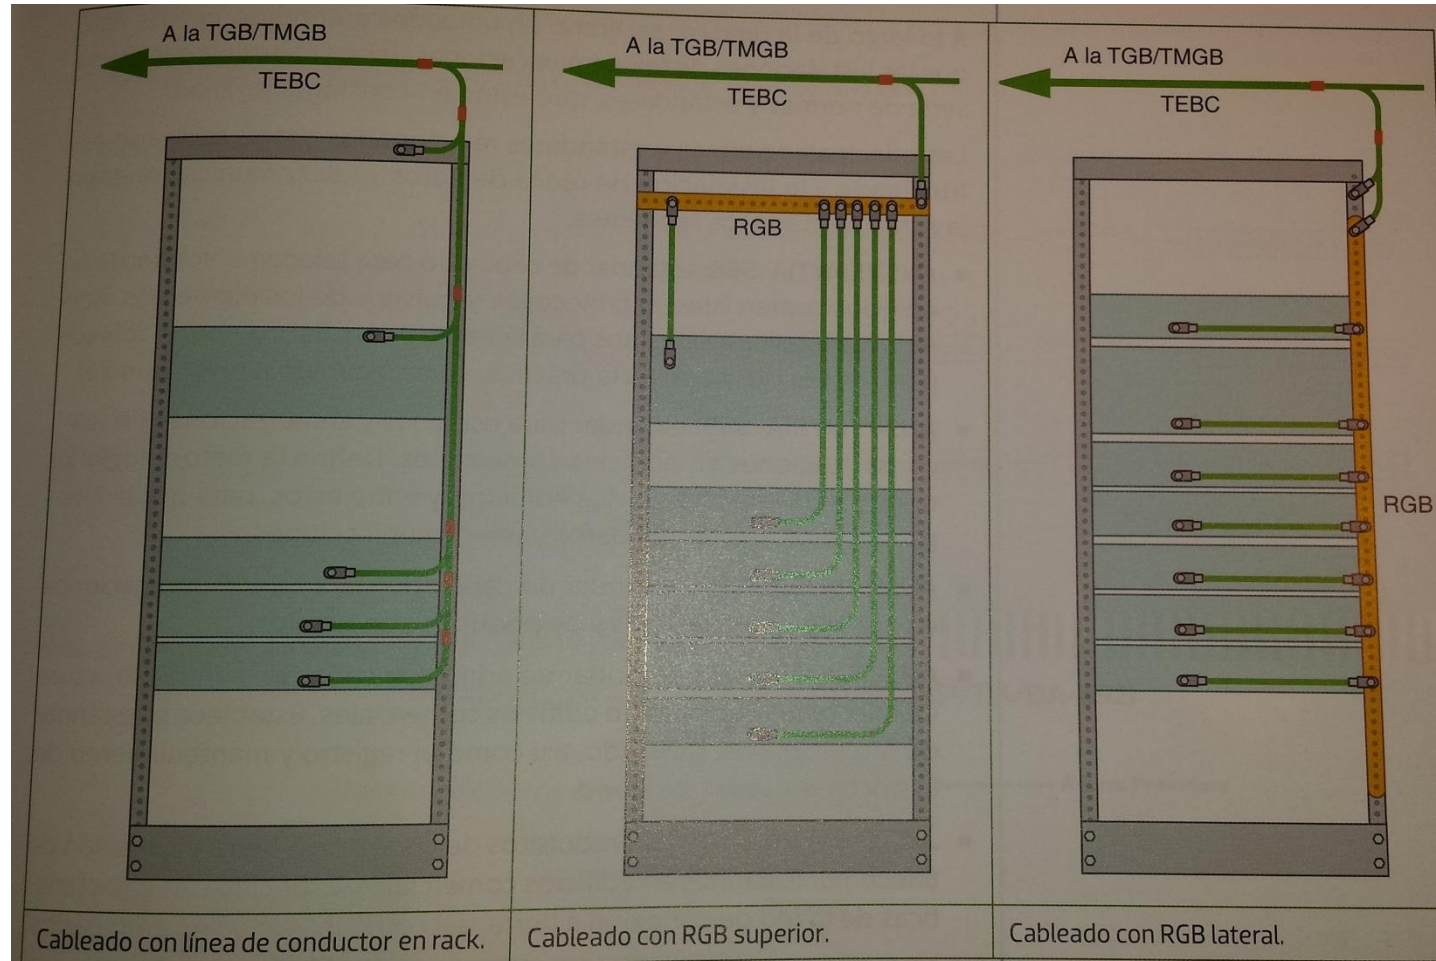 A la TGB/TMGB
TEBC
Cableado con línea de conductor en rack.
A la TGB/TMGB
TEBC
RGB
Cableado con RGB superior.
A la TGB/TMGB
TEBC
RGB
Cableado con RGB lateral.